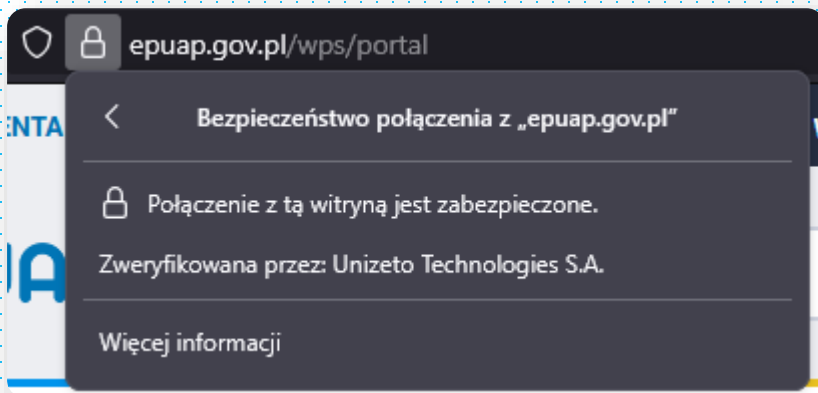 epuap.gov.pl/wps/portal
ENTA
Bezpieczeństwo połączenia z „epuap.gov.pl”
Połączenie z tą witryną jest zabezpieczone.
Zweryfikowana przez: Unizeto Technologies S.A.
Więcej informacji